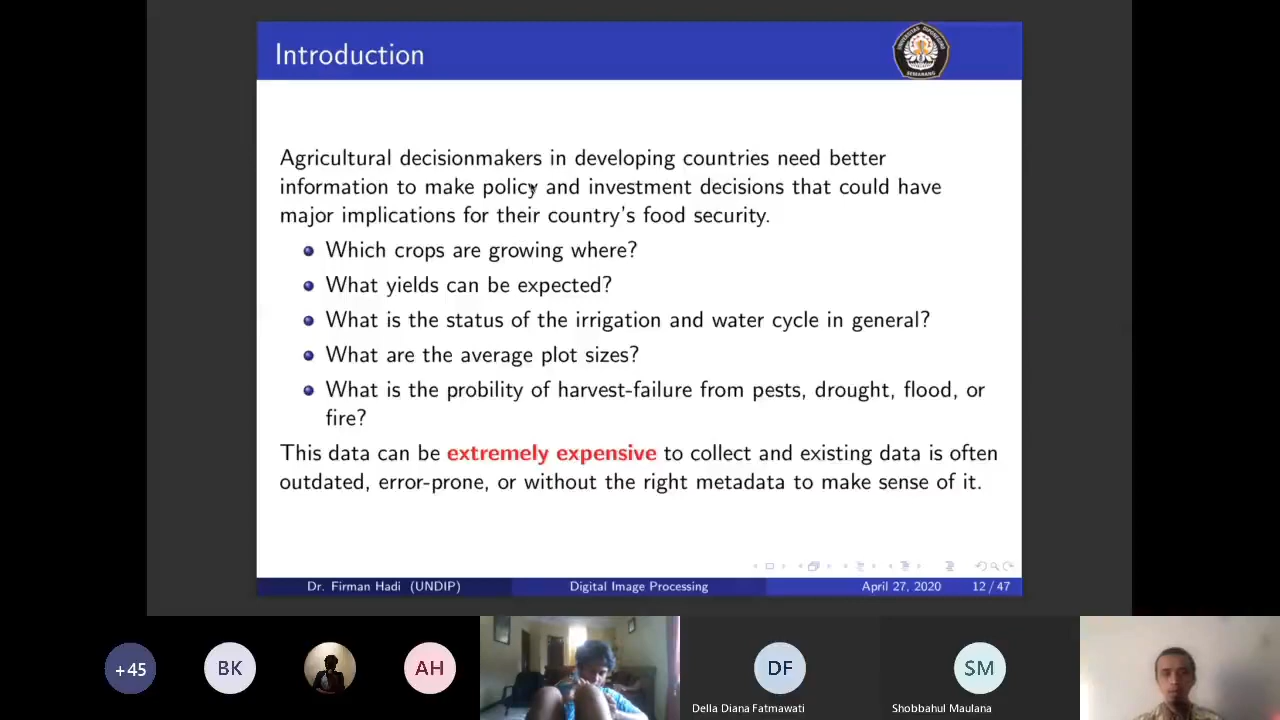 Introduction
UNIVERSITAS DIPONEGORO
SEMARANG
Agricultural decisionmakers in developing countries need better
information to make policy and investment decisions that could have
major implications for their country's food security.
Which crops are growing where?
What yields can be expected?
What is the status of the irrigation and water cycle in general?
What are the average plot sizes?
What is the probility of harvest-failure from pests, drought, flood, or
fire?
This data can be extremely expensive to collect and existing data is often
outdated, error-prone, or without the right metadata to make sense of it.
Dr. Firman Hadi (UNDIP) Digital Image Processing April 27, 2020 12 / 47
+45 BK AH DF SM
Della Diana Fatmawati Shobbahul Maulana